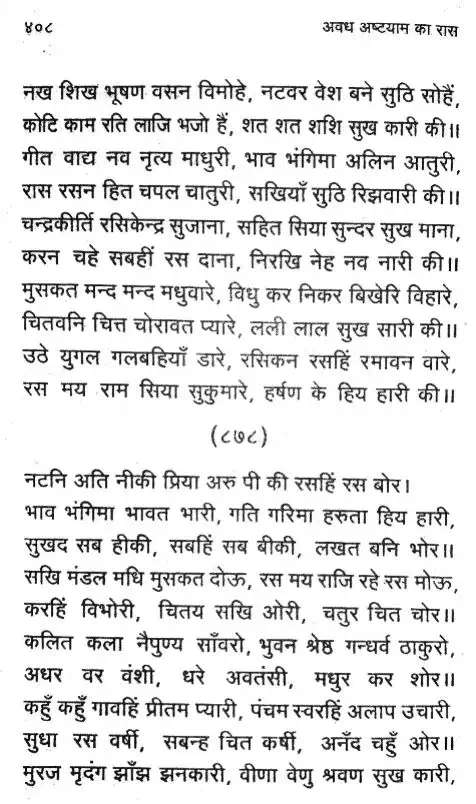 ४०८ अवध अष्टयाम का रास
नख शिख भूषण वसन विमोहे, नटवर वेश बने सुठि सोहैं,
कोटि काम रति लाजि भजो हैं, शत शत शशि सुख कारी की॥
गीत वाद्य नव नृत्य माधुरी, भाव भंगिमा अलिन आतुरी,
रास रसन हित चपल चातुरी, सखियाँ सुठि रिझवारी की॥
चन्द्रकीर्ति रसिकेन्द्र सुजाना, सहित सिया सुन्दर सुख माना,
करन चहे सबहीं रस दाना, निरखि नेह नव नारी की॥
मुसकत मन्द मन्द मधुवारे, विधु कर निकर बिखेरि विहारे,
चितवनि चित्त चोरावत प्यारे, लली लाल सुख सारी की॥
उठे युगल गलबहियाँ डारे, रसिकन रसहिं रमावन वारे,
रस मय राम सिया सुकुमारे, हर्षण के हिय हारी की॥
(८७८)
नटनि अति नीकी प्रिया अरु पी की रसहिं रस बोर।
भाव भंगिमा भावत भारी, गति गरिमा हरुता हिय हारी,
सुखद सब हीकी, सबहिं सब बीकी, लखत बनि भोर॥
सखि मंडल मधि मुसकत दोऊ, रस मय राजि रहे रस मोऊ,
करहिं विभोरी, चितय सखि ओरी, चतुर चित चोर॥
कलित कला नैपुण्य साँवरो, भुवन श्रेष्ठ गन्धर्व ठाकुरो,
अधर वर वंशी, धरे अवतंसी, मधुर कर शोर॥
कहुँ कहुँ गावहिं प्रीतम प्यारी, पंचम स्वरहिं अलाप उचारी,
सुधा रस वर्षी, सबन्ह चित कर्षी, अनँद चहुँ ओर॥
मुरज मृदंग झाँझ झनकारी, वीणा वेणु श्रवण सुख कारी,